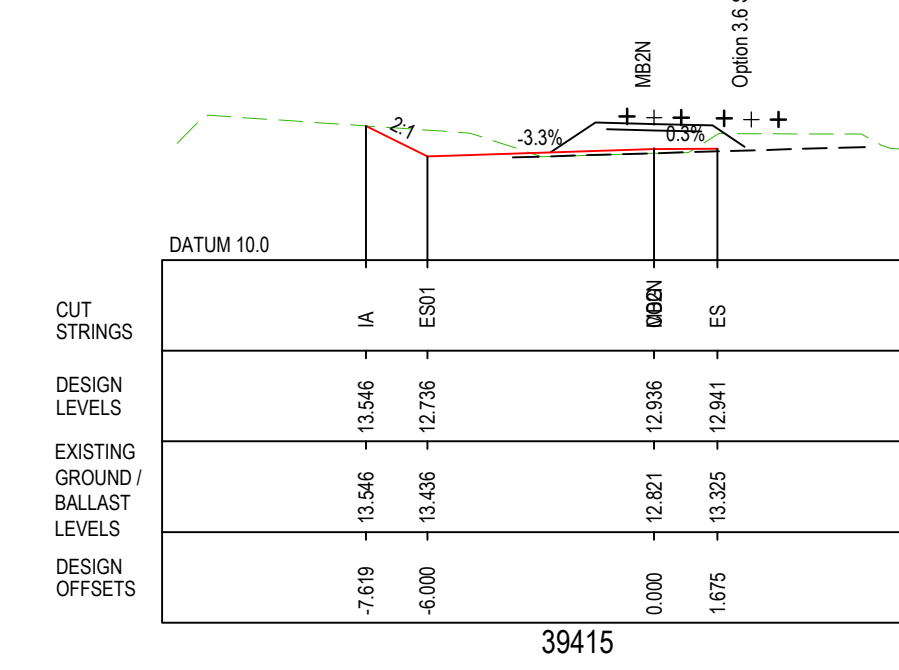 MB2N
Option 3.6 S
2:1
-3.3%
0.3%
DATUM 10.0
CUT
STRINGS
IA
ES01
ES
DESIGN
LEVELS
13.546
12.736
12.936
12.941
EXISTING
GROUND /
BALLAST
LEVELS
13.546
13.436
12.821
13.325
DESIGN
OFFSETS
-7.619
-6.000
0.000
1.675
39415